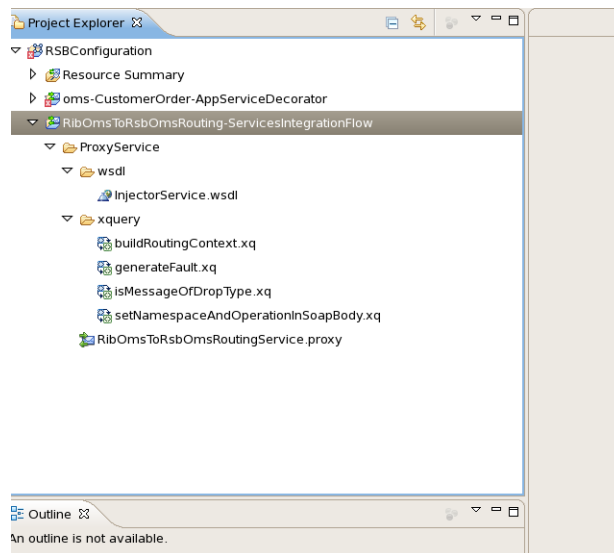 Project Explorer
RSBConfiguration
Resource Summary
oms-CustomerOrder-AppServiceDecorator
RibOmsToRsbOmsRouting-ServicesIntegrationFlow
ProxyService
wsdl
InjectorService.wsdl
xquery
buildRoutingContext.xq
generateFault.xq
isMessageOfDropType.xq
setNamespaceAndOperationInSoapBody.xq
RibOmsToRsbOmsRoutingService.proxy
Outline
An outline is not available.